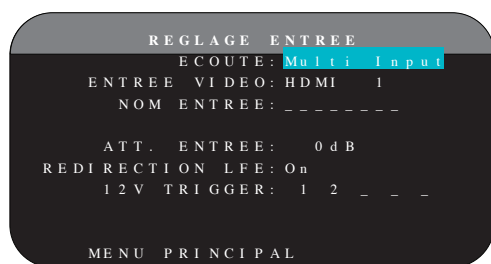 REGLAGE ENTREE
ECOUTE: Multi Input
ENTREE VIDEO: HDMI 1
NOM ENTREE: _ _ _ _ _ _ _ _
ATT. ENTREE: 0dB
REDIRECTION LFE: On
12V TRIGGER: 1 2 _ _ _
MENU PRINCIPAL